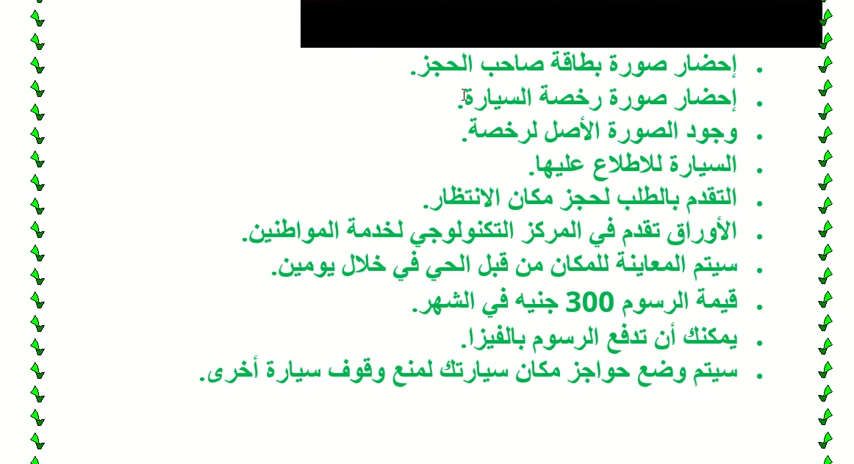 . إحضار صورة بطاقة صاحب الحجز.
. إحضار صورة رخصة السيارة.
. وجود الصورة الأصل لرخصة.
. السيارة للاطلاع عليها.
. التقدم بالطلب لحجز مكان الانتظار.
. الأوراق تقدم في المركز التكنولوجي لخدمة المواطنين.
. سيتم المعاينة للمكان من قبل الحي في خلال يومين.
. قيمة الرسوم 300 جنيه في الشهر.
. يمكنك أن تدفع الرسوم بالفيزا.
. سيتم وضع حواجز مكان سيارتك لمنع وقوف سيارة أخرى.